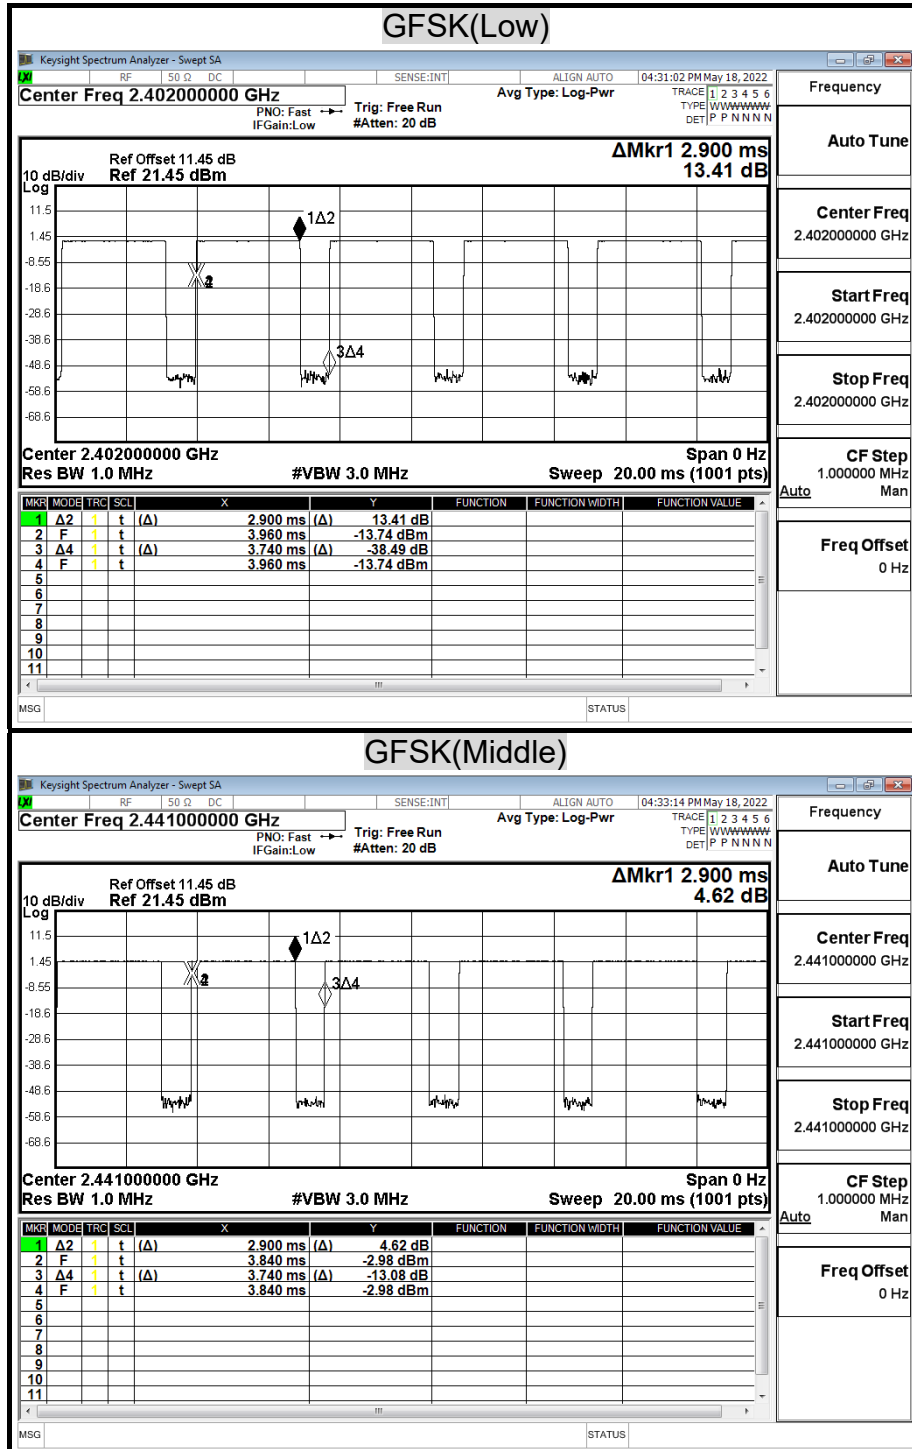 GFSK(Low)
Keysight Spectrum Analyzer - Swept SA
LXI RF 50 Ω DC SENSE:INT ALIGN AUTO 04:31:02 PM May 18, 2022
Center Freq 2.402000000 GHz Avg Type: Log-Pwr TRACE 1 2 3 4 5 6
PNO: Fast Trig: Free Run TYPE WWWWWW
IFGain:Low #Atten: 20 dB DET P P N N N N
Frequency
Auto Tune
Center Freq
2.402000000 GHz
Start Freq
2.402000000 GHz
Stop Freq
2.402000000 GHz
CF Step
1.000000 MHz
Auto Man
Freq Offset
0 Hz
ΔMkr1 2.900 ms
13.41 dB
Ref Offset 11.45 dB
10 dB/div Ref 21.45 dBm
Log
11.5
1.45
-8.55
-18.6
-28.6
-38.6
-48.6
-58.6
-68.6
1Δ2
3Δ4
Center 2.402000000 GHz Span 0 Hz
Res BW 1.0 MHz #VBW 3.0 MHz Sweep 20.00 ms (1001 pts)
MKR MODE TRC SCL X Y FUNCTION FUNCTION WIDTH FUNCTION VALUE
1 Δ2 1 t (Δ) 2.900 ms (Δ) 13.41 dB
2 F 1 t 3.960 ms -13.74 dBm
3 Δ4 1 t (Δ) 3.740 ms (Δ) -38.49 dB
4 F 1 t 3.960 ms -13.74 dBm
5
6
7
8
9
10
11
MSG STATUS
GFSK(Middle)
Keysight Spectrum Analyzer - Swept SA
LXI RF 50 Ω DC SENSE:INT ALIGN AUTO 04:33:14 PM May 18, 2022
Center Freq 2.441000000 GHz Avg Type: Log-Pwr TRACE 1 2 3 4 5 6
PNO: Fast Trig: Free Run TYPE WWWWWW
IFGain:Low #Atten: 20 dB DET P P N N N N
Frequency
Auto Tune
Center Freq
2.441000000 GHz
Start Freq
2.441000000 GHz
Stop Freq
2.441000000 GHz
CF Step
1.000000 MHz
Auto Man
Freq Offset
0 Hz
ΔMkr1 2.900 ms
4.62 dB
Ref Offset 11.45 dB
10 dB/div Ref 21.45 dBm
Log
11.5
1.45
-8.55
-18.6
-28.6
-38.6
-48.6
-58.6
-68.6
1Δ2
3Δ4
Center 2.441000000 GHz Span 0 Hz
Res BW 1.0 MHz #VBW 3.0 MHz Sweep 20.00 ms (1001 pts)
MKR MODE TRC SCL X Y FUNCTION FUNCTION WIDTH FUNCTION VALUE
1 Δ2 1 t (Δ) 2.900 ms (Δ) 4.62 dB
2 F 1 t 3.840 ms -2.98 dBm
3 Δ4 1 t (Δ) 3.740 ms (Δ) -13.08 dB
4 F 1 t 3.840 ms -2.98 dBm
5
6
7
8
9
10
11
MSG STATUS